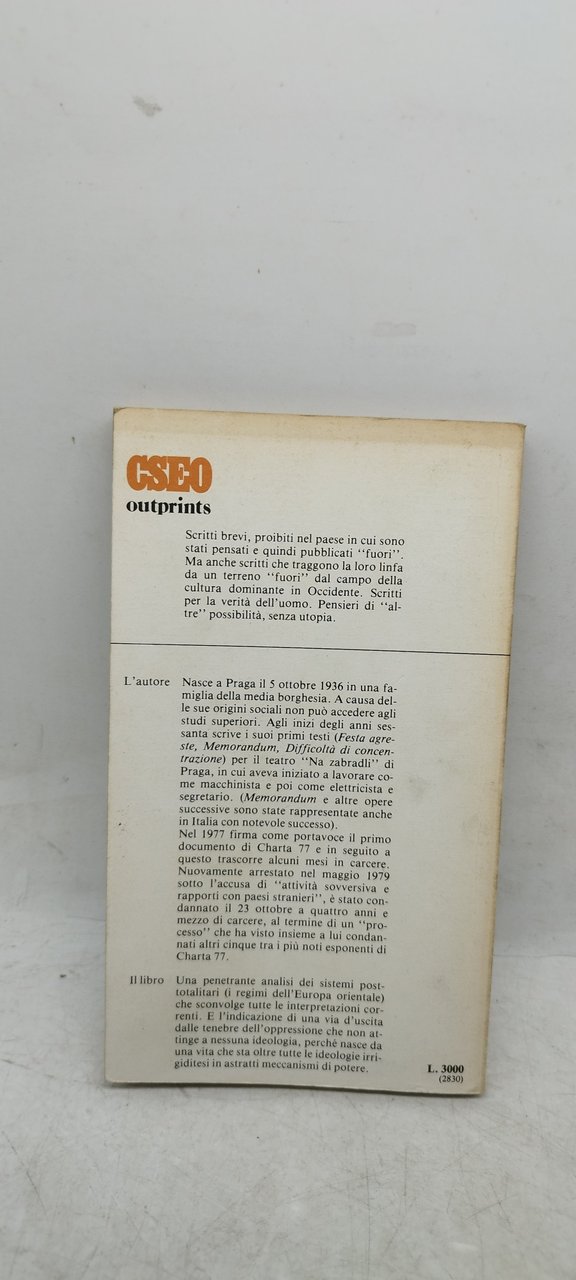 CSEO
outprints
Scritti brevi, proibiti nel paese in cui sono
stati pensati e quindi pubblicati "fuori".
Ma anche scritti che traggono la loro linfa
da un terreno "fuori" dal campo della
cultura dominante in Occidente. Scritti
per la verità dell'uomo. Pensieri di "al-
tre" possibilità, senza utopia.
L'autore Nasce a Praga il 5 ottobre 1936 in una fa-
miglia della media borghesia. A causa del-
le sue origini sociali non può accedere agli
studi superiori. Agli inizi degli anni ses-
santa scrive i suoi primi testi (Festa agre-
ste, Memorandum, Difficoltà di concen-
trazione) per il teatro "Na zabradlì" di
Praga, in cui aveva iniziato a lavorare co-
me macchinista e poi come elettricista e
segretario. (Memorandum e altre opere
successive sono state rappresentate anche
in Italia con notevole successo).
Nel 1977 firma come portavoce il primo
documento di Charta 77 e in seguito a
questo trascorre alcuni mesi in carcere.
Nuovamente arrestato nel maggio 1979
sotto l'accusa di "attività sovversiva e
rapporti con paesi stranieri", è stato con-
dannato il 23 ottobre a quattro anni e
mezzo di carcere, al termine di un "pro-
cesso" che ha visto insieme a lui condan-
nati altri cinque tra i più noti esponenti di
Charta 77.
Il libro Una penetrante analisi dei sistemi post-
totalitari (i regimi dell'Europa orientale)
che sconvolge tutte le interpretazioni cor-
renti. E l'indicazione di una via d'uscita
dalle tenebre dell'oppressione che non at-
tinge a nessuna ideologia, perchè nasce da
una vita che sta oltre tutte le ideologie irri-
giditesi in astratti meccanismi di potere.
L. 3000
(2830)